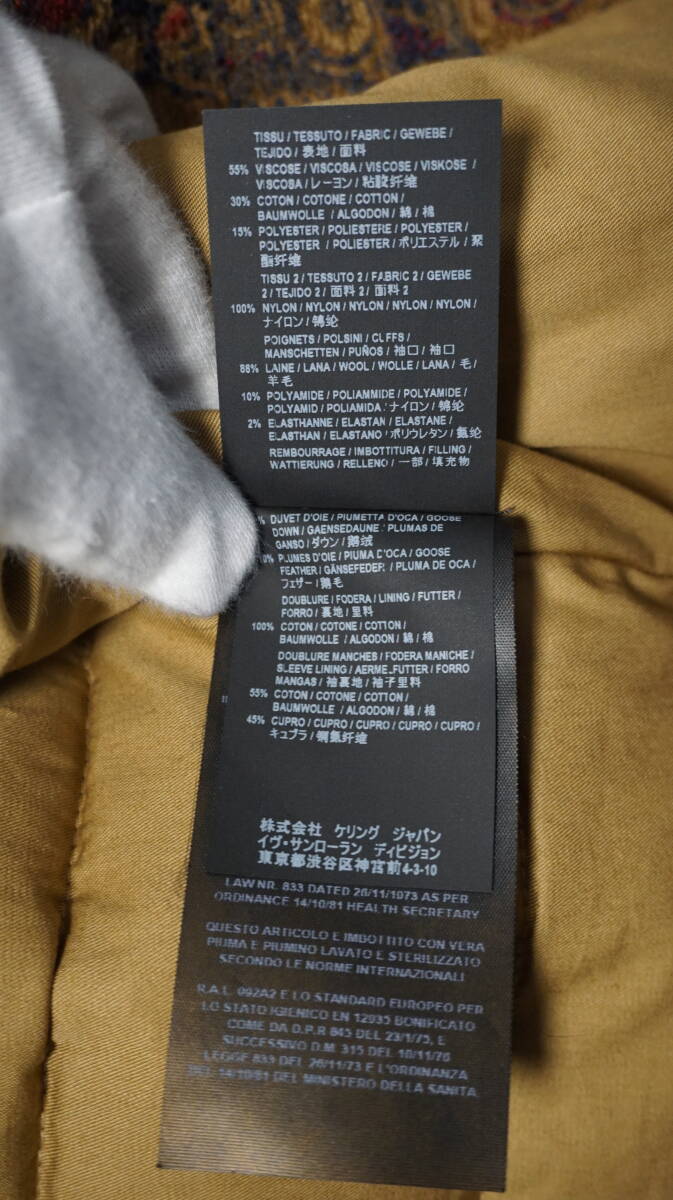 TISSU / TESSUTO / FABRIC / GEWEBE /
TEJIDO / 表地 / 面料
55% VISCOSE / VISCOSA / VISCOSE / VISKOSE /
VISCOSA / レーヨン / 粘胶纤维
30% COTON / COTONE / COTTON /
BAUMWOLLE / ALGODON / 綿 / 棉
15% POLYESTER / POLIESTERE / POLYESTER /
POLYESTER / POLIESTER / ポリエステル / 聚
酯纤维
TISSU 2 / TESSUTO 2 / FABRIC 2 / GEWEBE
2 / TEJIDO 2 / 面料 2 / 面料 2
100% NYLON / NYLON / NYLON / NYLON / NYLON /
ナイロン / 锦纶
POIGNETS / POLSINI / CUFFS /
MANSCHETTEN / PUÑOS / 袖口 / 袖口
88% LAINE / LANA / WOOL / WOLLE / LANA / 毛 /
羊毛
10% POLYAMIDE / POLIAMMIDE / POLYAMIDE /
POLYAMID / POLIAMIDA / ナイロン / 锦纶
2% ELASTHANNE / ELASTAN / ELASTANE /
ELASTHAN / ELASTANO / ポリウレタン / 氨纶
REMBOURRAGE / IMBOTTITURA / FILLING /
WATTIERUNG / RELLENO / 一部 / 填充物
% DUVET D'OIE / PIUMETTA D'OCA / GOOSE
DOWN / GAENSEDAUNE / PLUMAS DE
GANSO / ダウン / 鹅绒
0% PLUMES D'OIE / PIUMA D'OCA / GOOSE
FEATHER / GÄNSEFEDER / PLUMA DE OCA /
フェザー / 鹅毛
DOUBLURE / FODERA / LINING / FUTTER /
FORRO / 裏地 / 里料
100% COTON / COTONE / COTTON /
BAUMWOLLE / ALGODON / 綿 / 棉
DOUBLURE MANCHES / FODERA MANICHE /
SLEEVE LINING / AERMELFUTTER / FORRO
MANGAS / 袖裏地 / 袖子里料
55% COTON / COTONE / COTTON /
BAUMWOLLE / ALGODON / 綿 / 棉
45% CUPRO / CUPRO / CUPRO / CUPRO / CUPRO /
キュプラ / 铜氨纤维
株式会社 ケリング ジャパン
イヴ・サンローラン ディビジョン
東京都渋谷区神宮前4-3-10
LAW NR. 833 DATED 26/11/1973 AS PER
ORDINANCE 14/10/81 HEALTH SECRETARY
QUESTO ARTICOLO E IMBOTTITO CON VERA
PIUMA E PIUMINO LAVATO E STERILIZZATO
SECONDO LE NORME INTERNAZIONALI
R.A.L. 092A2 E LO STANDARD EUROPEO PER
LO STATO IGIENICO EN 12935 BONIFICATO
COME DA D.P.R 845 DEL 23/1/75, E
SUCCESSIVO D.M. 315 DEL 10/11/76
LEGGE 833 DEL 26/11/73 E L'ORDINANZA
DEL 14/10/81 DEL MINISTERO DELLA SANITA